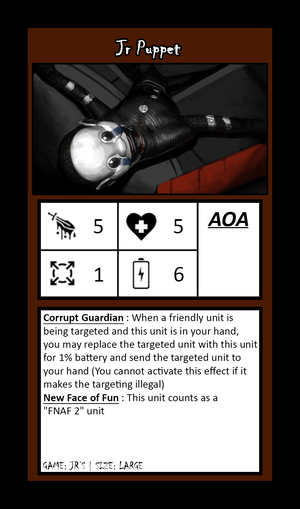 Jr Puppet
5
5
AOA
1
6
Corrupt Guardian : When a friendly unit is
being targeted and this unit is in your hand,
you may replace the targeted unit with this unit
for 1% battery and send the targeted unit to
your hand (You cannot activate this effect if it
makes the targeting illegal)
New Face of Fun : This unit counts as a
"FNAF 2" unit
GAME: JR'S | SIZE: LARGE